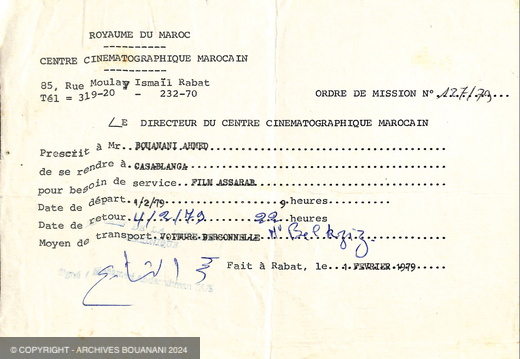 ROYAUME DU MAROC
----------
CENTRE CINEMATOGRAPHIQUE MAROCAIN
----------
85, Rue Moulay Ismaïl Rabat
Tél = 319-20 - 232-70
ORDRE DE MISSION N° 127/79
LE DIRECTEUR DU CENTRE CINEMATOGRAPHIQUE MAROCAIN
Prescrit à Mr. BOUANANI AHMED
de se rendre à CASABLANCA
pour besoin de service FILM ASSARAB
Date de départ 1/2/79 9 heures
Date de retour 4/2/79 22 heures
Moyen de transport VOITURE PERSONNELLE Mr Belkziz.
Fait à Rabat, le 1 FEVRIER 1979
© COPYRIGHT - ARCHIVES BOUANANI 2024